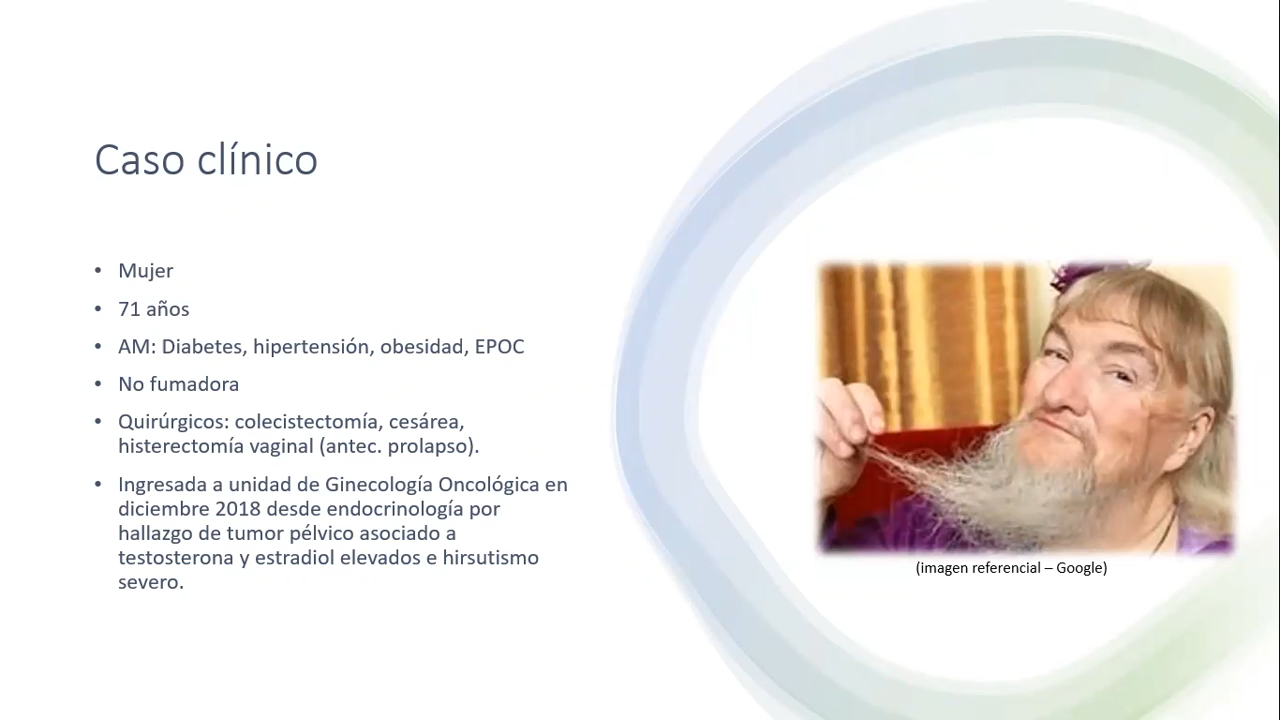 Caso clínico
• Mujer
• 71 años
• AM: Diabetes, hipertensión, obesidad, EPOC
• No fumadora
• Quirúrgicos: colecistectomía, cesárea,
histerectomía vaginal (antec. prolapso).
• Ingresada a unidad de Ginecología Oncológica en
diciembre 2018 desde endocrinología por
hallazgo de tumor pélvico asociado a
testosterona y estradiol elevados e hirsutismo
severo.
(imagen referencial – Google)